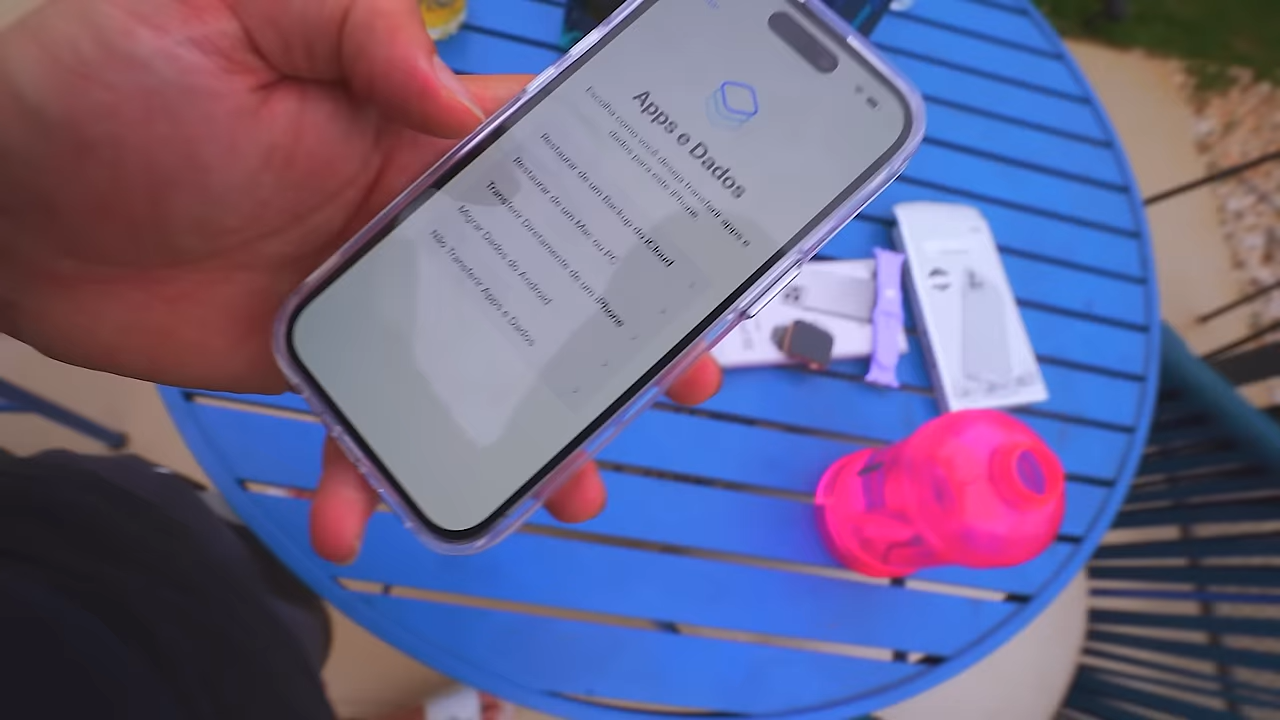 Apps e Dados
Escolha como você deseja transferir apps e
dados para este iPhone.
Restaurar de um Backup do iCloud
Restaurar de um Mac ou PC
Transferir Diretamente de um iPhone
Migrar Dados do Android
Não Transferir Apps e Dados